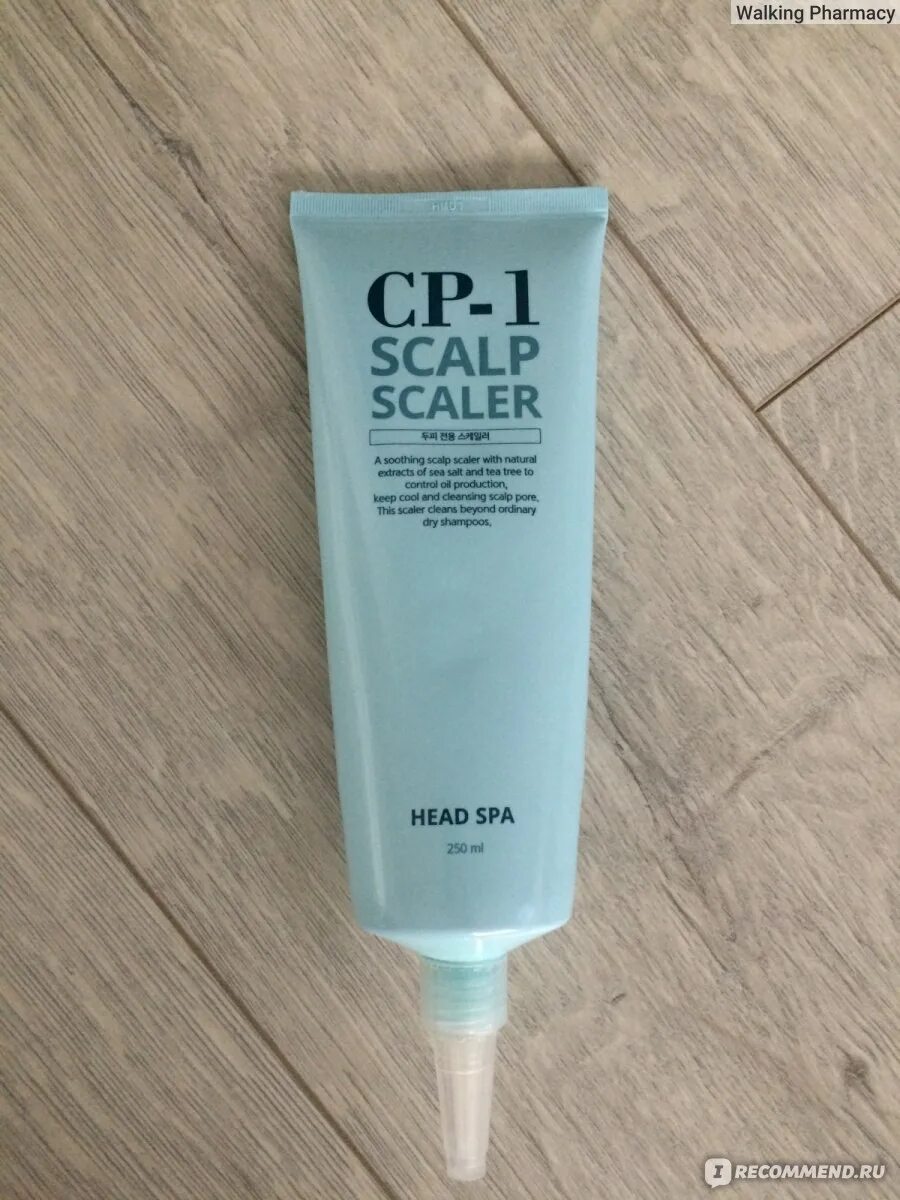 Walking Pharmacy
CP-1
SCALP
SCALER
두피 전용 스케일러
A soothing scalp scaler with natural
extracts of sea salt and tea tree to
control oil production,
keep cool and cleansing scalp pore,
This scaler cleans beyond ordinary
dry shampoos,
HEAD SPA
250 ml
I RECOMMEND.RU